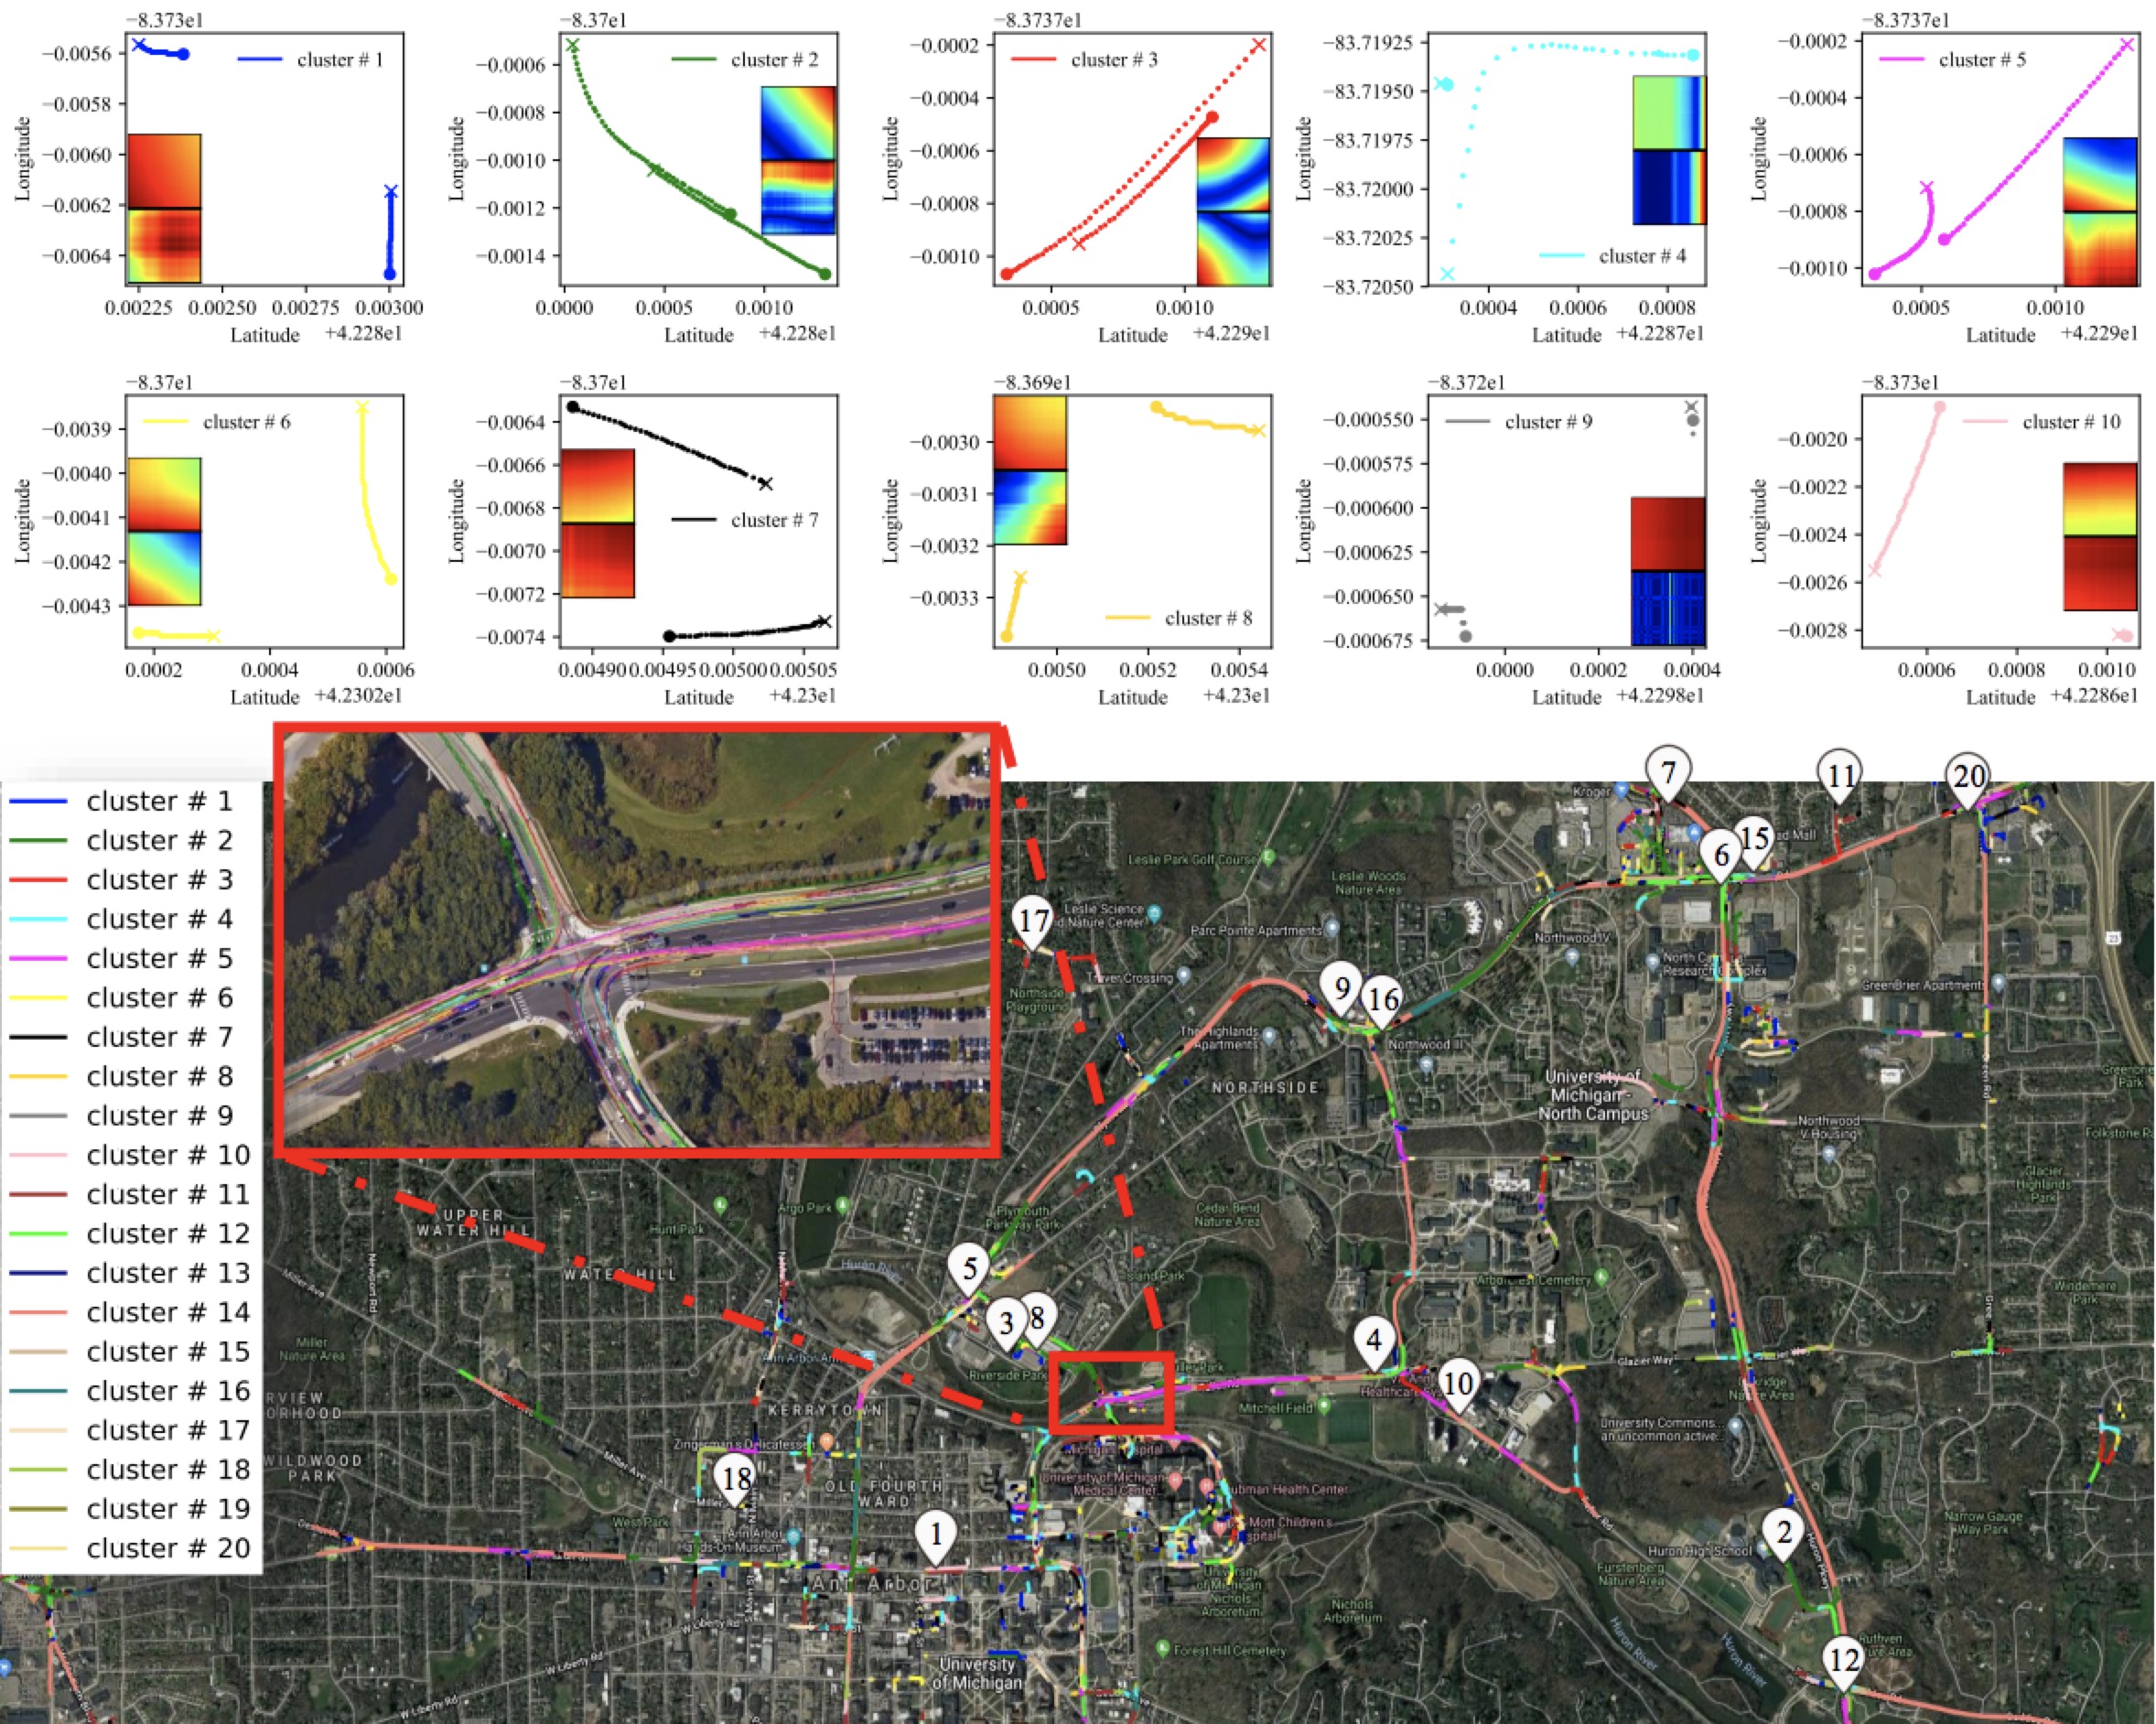 −8.373e1
cluster # 1
−0.0056
−0.0058
−0.0060
−0.0062
−0.0064
Longitude
0.00225 0.00250 0.00275 0.00300
Latitude
+4.228e1
−8.37e1
cluster # 2
−0.0006
−0.0008
−0.0010
−0.0012
−0.0014
Longitude
0.0000 0.0005 0.0010
Latitude
+4.228e1
−8.3737e1
cluster # 3
−0.0002
−0.0004
−0.0006
−0.0008
−0.0010
Longitude
0.0005 0.0010
Latitude
+4.229e1
−83.71925
−83.71950
−83.71975
−83.72000
−83.72025
−83.72050
Longitude
cluster # 4
0.0004 0.0006 0.0008
Latitude
+4.2287e1
−8.3737e1
cluster # 5
−0.0002
−0.0004
−0.0006
−0.0008
−0.0010
Longitude
0.0005 0.0010
Latitude
+4.229e1
−8.37e1
cluster # 6
−0.0039
−0.0040
−0.0041
−0.0042
−0.0043
Longitude
0.0002 0.0004 0.0006
Latitude
+4.2302e1
−8.37e1
−0.0064
−0.0066
−0.0068
−0.0070
−0.0072
−0.0074
Longitude
cluster # 7
0.00490 0.00495 0.00500 0.00505
Latitude
+4.23e1
−8.369e1
−0.0030
−0.0031
−0.0032
−0.0033
Longitude
cluster # 8
0.0050 0.0052 0.0054
Latitude
+4.23e1
−8.372e1
cluster # 9
−0.000550
−0.000575
−0.000600
−0.000625
−0.000650
−0.000675
Longitude
0.0000 0.0002 0.0004
Latitude
+4.2298e1
−8.373e1
cluster # 10
−0.0020
−0.0022
−0.0024
−0.0026
−0.0028
Longitude
0.0006 0.0008 0.0010
Latitude
+4.2286e1
cluster # 1
cluster # 2
cluster # 3
cluster # 4
cluster # 5
cluster # 6
cluster # 7
cluster # 8
cluster # 9
cluster # 10
cluster # 11
cluster # 12
cluster # 13
cluster # 14
cluster # 15
cluster # 16
cluster # 17
cluster # 18
cluster # 19
cluster # 20
7
11
20
Kroger
15
ad Mall
6
Leslie Park Golf Course
Leslie Woods
Nature Area
17
Leslie Science
d Nature Center
Parc Pointe Apartments
Northwood IV
23
North
Research Complex
Traver Crossing
GreenBrier Apartments
Northside
Playground
9
16
The Highlands
Apartments
Northwood III
NORTHSIDE
University of
Michigan -
North Campus
Park
Northwood
V Housing
Glacier
Highlands
Park
UPPER
WATER HILL
Hunt Park
Argo Park
Plymouth
Parkway Park
Cedar Bend
Nature Area
Huron River
Island Park
5
WATER HILL
Miller Ave
Newport Rd
Arborcrest Cemetery
Windemere
Park
3
8
4
Miller
Nature Area
Riverside Park
Glazier Way
10
Healthcare
Nature Area
Mitchell Field
KERRYTOWN
University Commons...
an uncommon active...
Zingerman's Delicatessen
WILDWOOD
PARK
Miller Ave
18
OLD FOURTH
WARD
University of Michigan
Medical Center
Mott Children's
West Park
Ann Arbor
Hands-On Museum
1
2
Huron High School
Narrow Gauge
Way Park
Furstenberg
Nature Area
Ann Arbor
University
of Michigan
Nichols
Arboretum
Nichols
Arboretum
W Liberty Rd
W Liberty Rd
W Liberty Rd
Forest Hill Cemetery
Huron River
Huron River
Ruthven
12
University
of Michigan